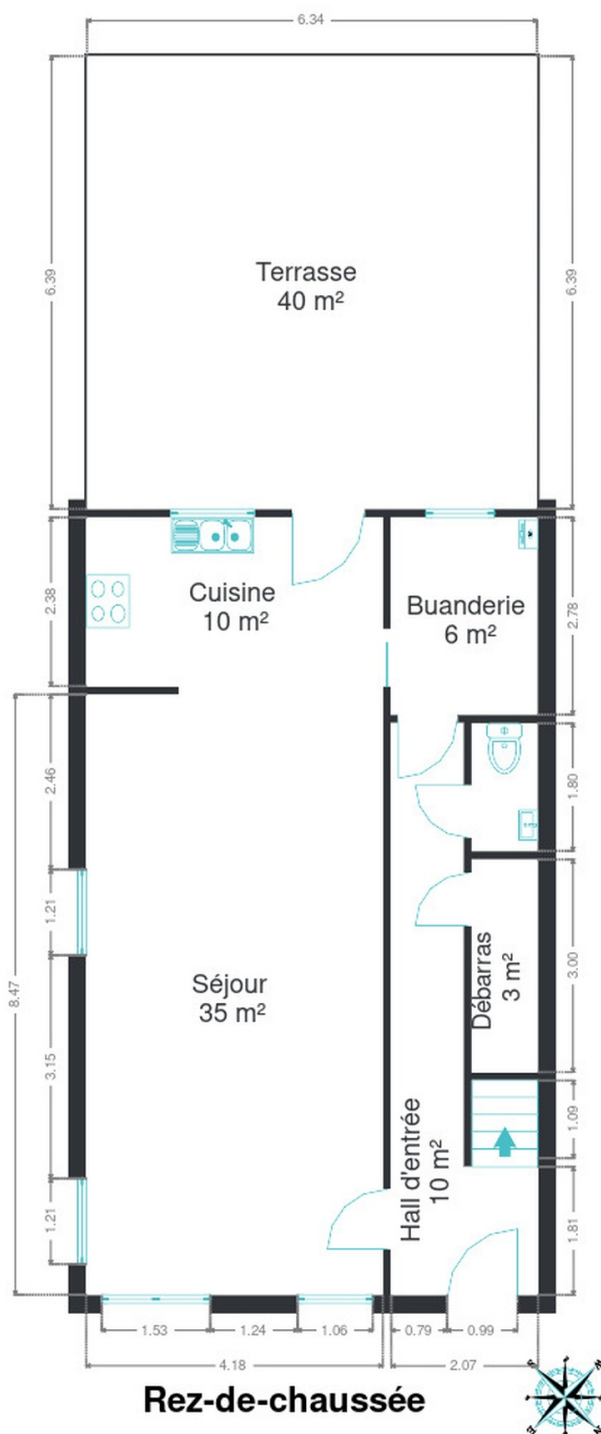 6.34
6.39
6.39
Terrasse
40 m²
2.38
Cuisine
10 m²
Buanderie
6 m²
2.78
2.46
1.80
1.21
8.47
3.15
Séjour
35 m²
Débarras
3 m²
3.00
Hall d'entrée
10 m²
1.09
1.21
1.81
1.53
1.24
1.06
0.79
0.99
4.18
2.07
Rez-de-chaussée